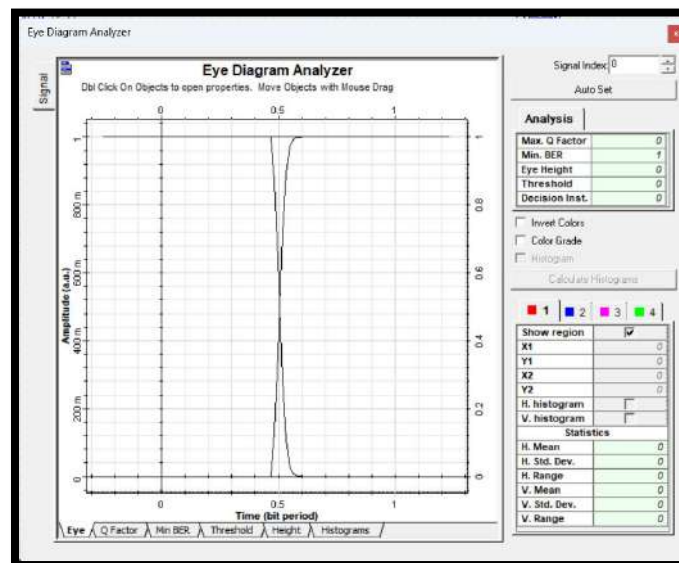 Eye Diagram Analyzer
Signal
Eye Diagram Analyzer
Dbl Click On Objects to open properties. Move Objects with Mouse Drag
0 0.5 1
1
800 m
600 m
400 m
200 m
0
Amplitude (a.u.)
1
0.8
0.6
0.4
0.2
0
0 0.5 1
Time (bit period)
Eye Q Factor Min BER Threshold Height Histograms
Signal Index: 0
Auto Set
Analysis
Max. Q Factor 0
Min. BER 1
Eye Height 0
Threshold 0
Decision Inst. 0
Invert Colors
Color Grade
Histogram
Calculate Histograms
1 2 3 4
Show region
X1 0
Y1 0
X2 0
Y2 0
H. histogram
V. histogram
Statistics
H. Mean 0
H. Std. Dev. 0
H. Range 0
V. Mean 0
V. Std. Dev. 0
V. Range 0